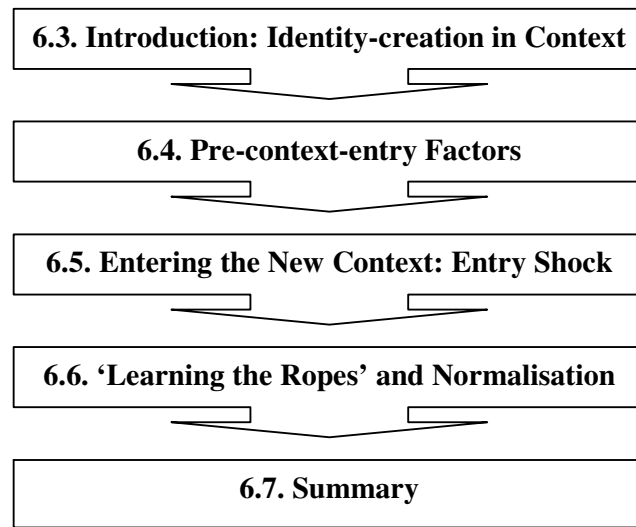 6.3. Introduction: Identity-creation in Context
6.4. Pre-context-entry Factors
6.5. Entering the New Context: Entry Shock
6.6. ‘Learning the Ropes’ and Normalisation
6.7. Summary